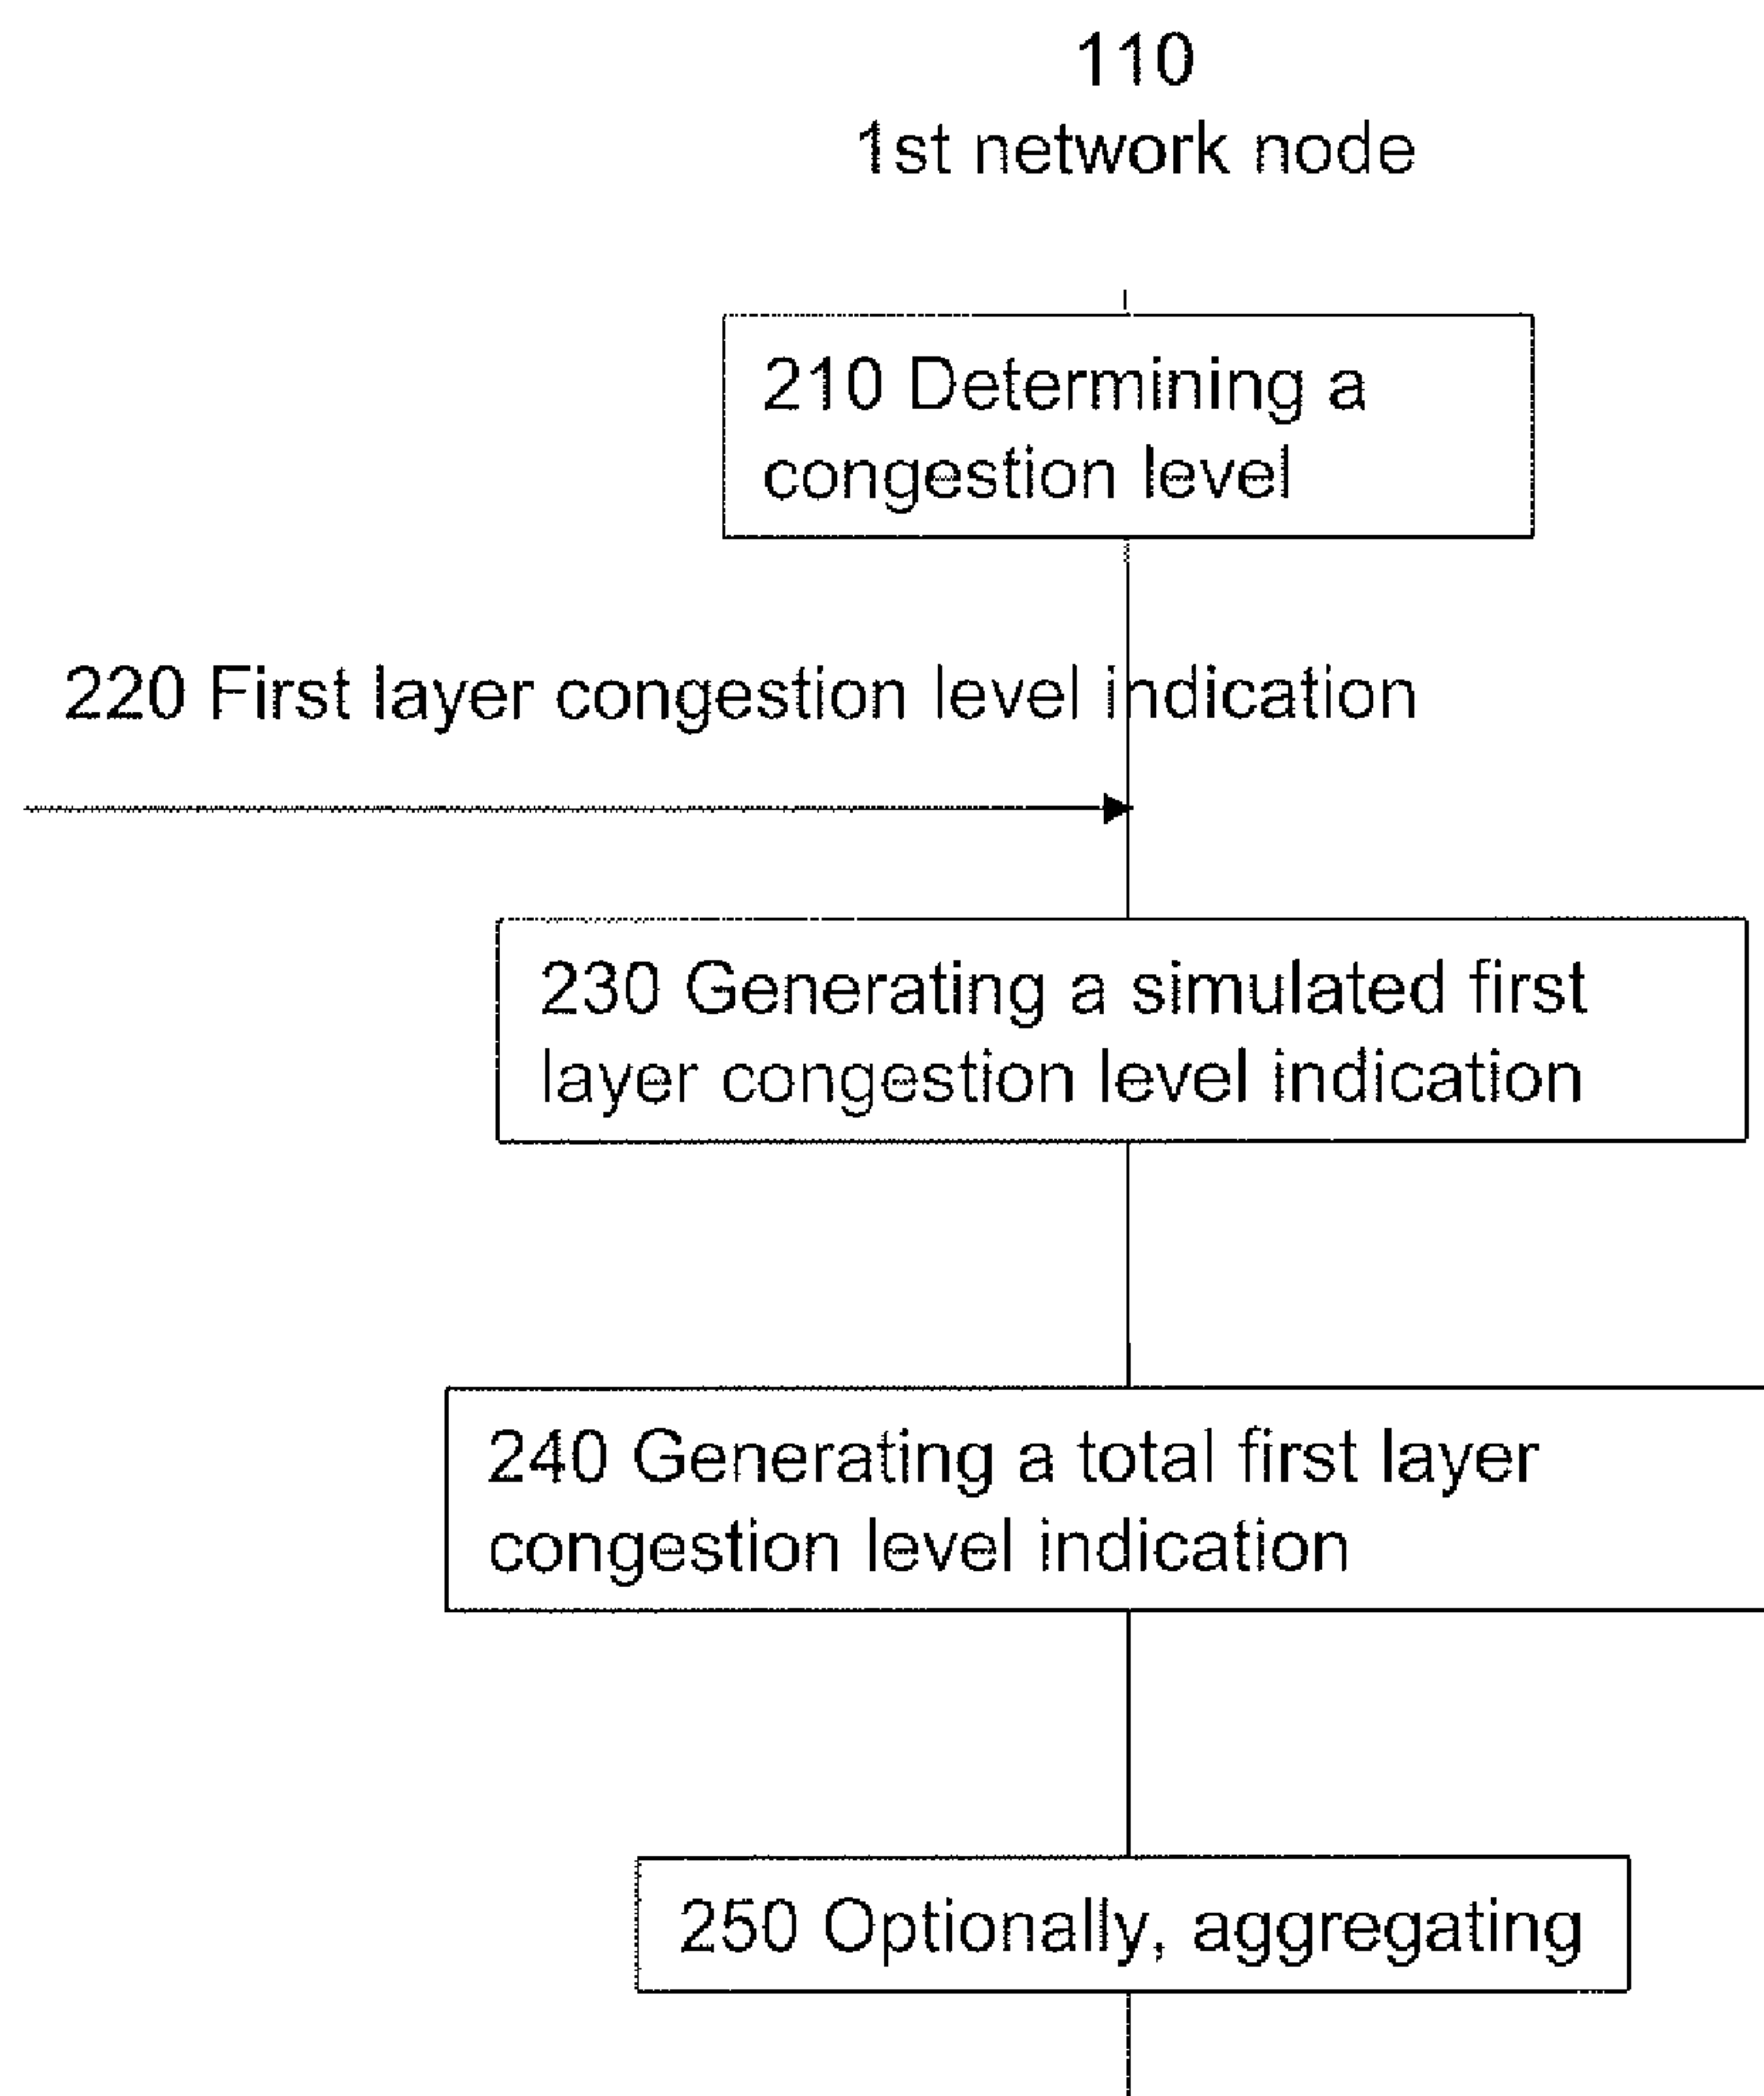 110
1st network node
210 Determining a
congestion level
220 First layer congestion level indication
230 Generating a simulated first
layer congestion level indication
240 Generating a total first layer
congestion level indication
250 Optionally, aggregating